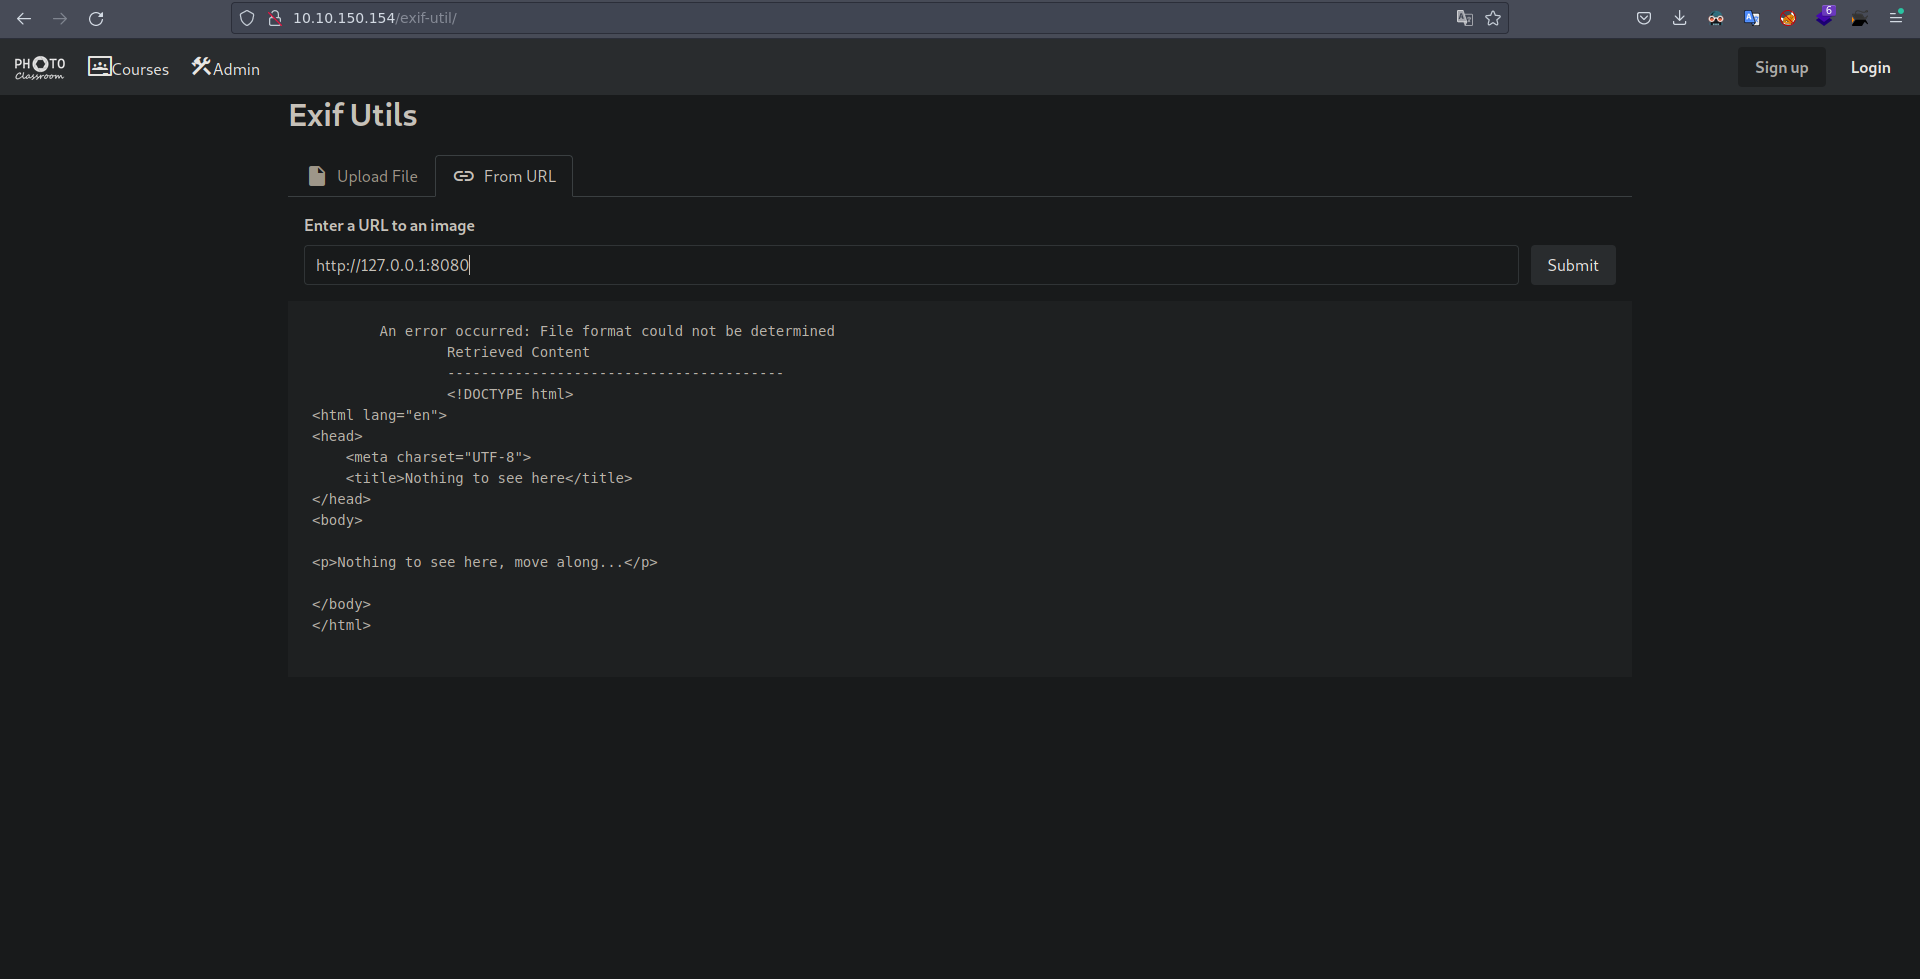 10.10.150.154/exif-util/
6
PHOTO
Classroom
Courses
Admin
Sign up
Login
Exif Utils
Upload File
From URL
Enter a URL to an image
http://127.0.0.1:8080
Submit
An error occurred: File format could not be determined
Retrieved Content
----------------------------------------
<!DOCTYPE html>
<html lang="en">
<head>
<meta charset="UTF-8">
<title>Nothing to see here</title>
</head>
<body>
<p>Nothing to see here, move along...</p>
</body>
</html>